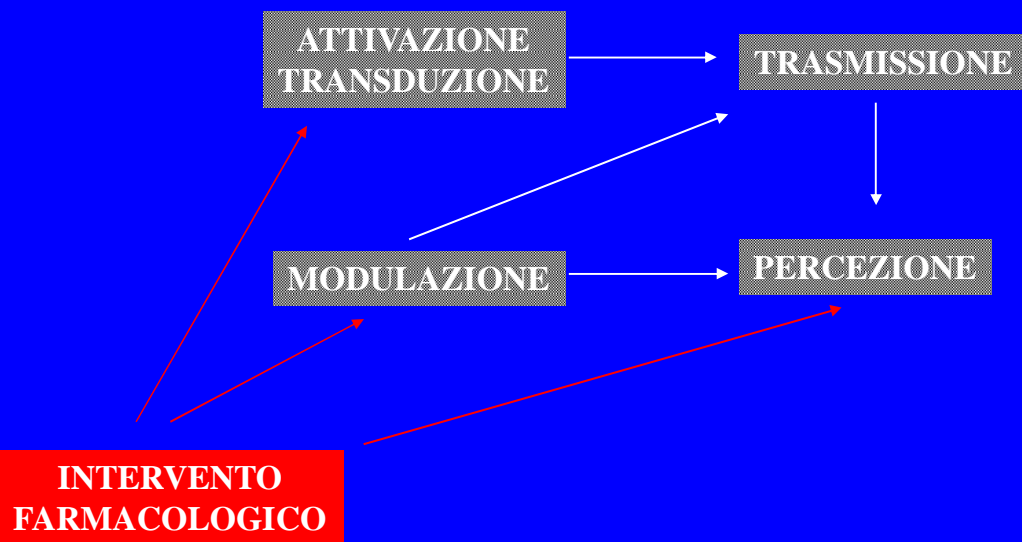 ATTIVAZIONE
TRANSDUZIONE
TRASMISSIONE
MODULAZIONE
PERCEZIONE
INTERVENTO
FARMACOLOGICO